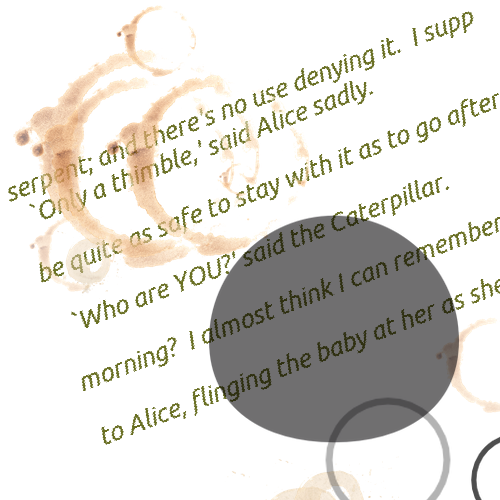 serpent; and there's no use denying it.  I supp
`Only a thimble,' said Alice sadly.
be quite as safe to stay with it as to go after
`Who are YOU?' said the Caterpillar.
morning?  I almost think I can remember
to Alice, flinging the baby at her as she